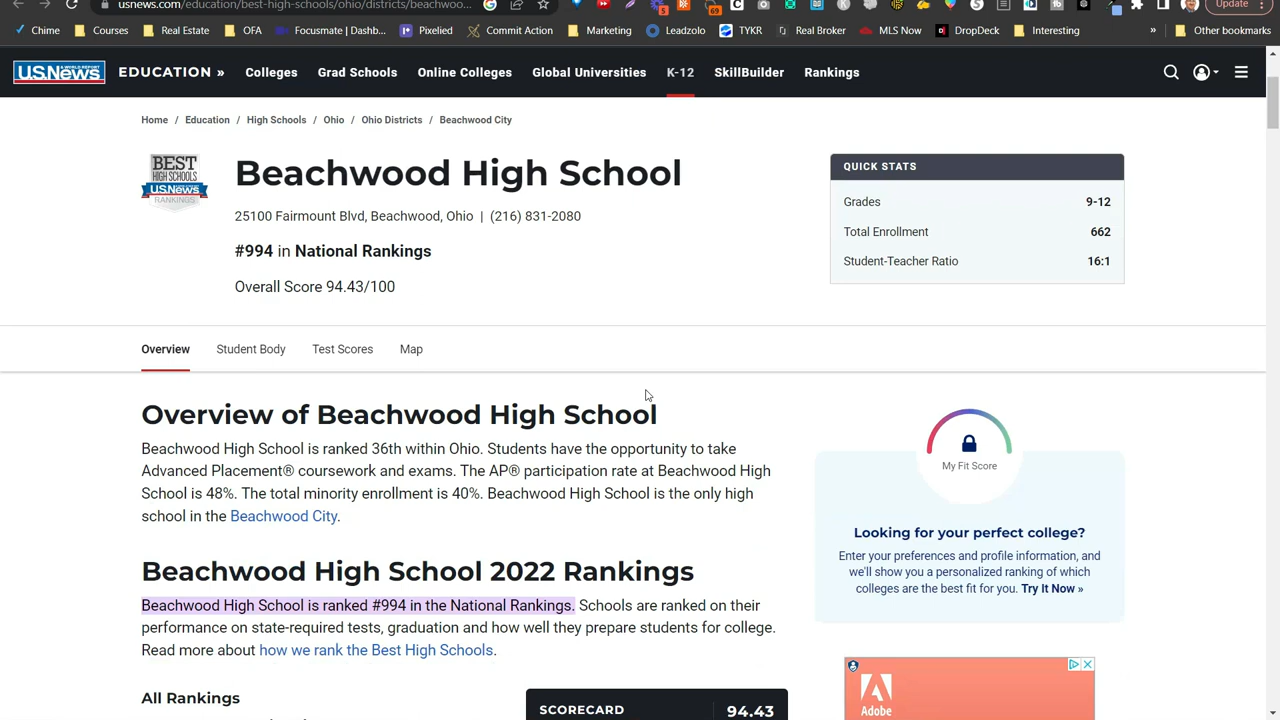 usnews.com/education/best-high-schools/ohio/districts/beachwoo...
5
69
Update
Chime
Courses
Real Estate
OFA
Focusmate | Dashb...
Pixelied
Commit Action
Marketing
Leadzolo
TYKR
Real Broker
MLS Now
DropDeck
Interesting
»
Other bookmarks
U.S.News
EDUCATION »
Colleges
Grad Schools
Online Colleges
Global Universities
K-12
SkillBuilder
Rankings
Home / Education / High Schools / Ohio / Ohio Districts / Beachwood City
BEST
HIGH SCHOOLS
U.S.News
RANKINGS
Beachwood High School
25100 Fairmount Blvd, Beachwood, Ohio | (216) 831-2080
#994 in National Rankings
Overall Score 94.43/100
QUICK STATS
Grades 9-12
Total Enrollment 662
Student-Teacher Ratio 16:1
Overview
Student Body
Test Scores
Map
Overview of Beachwood High School
Beachwood High School is ranked 36th within Ohio. Students have the opportunity to take
Advanced Placement® coursework and exams. The AP® participation rate at Beachwood High
School is 48%. The total minority enrollment is 40%. Beachwood High School is the only high
school in the Beachwood City.
Beachwood High School 2022 Rankings
Beachwood High School is ranked #994 in the National Rankings. Schools are ranked on their
performance on state-required tests, graduation and how well they prepare students for college.
Read more about how we rank the Best High Schools.
All Rankings
SCORECARD 94.43
My Fit Score
Looking for your perfect college?
Enter your preferences and profile information, and
we'll show you a personalized ranking of which
colleges are the best fit for you. Try It Now »
Adobe